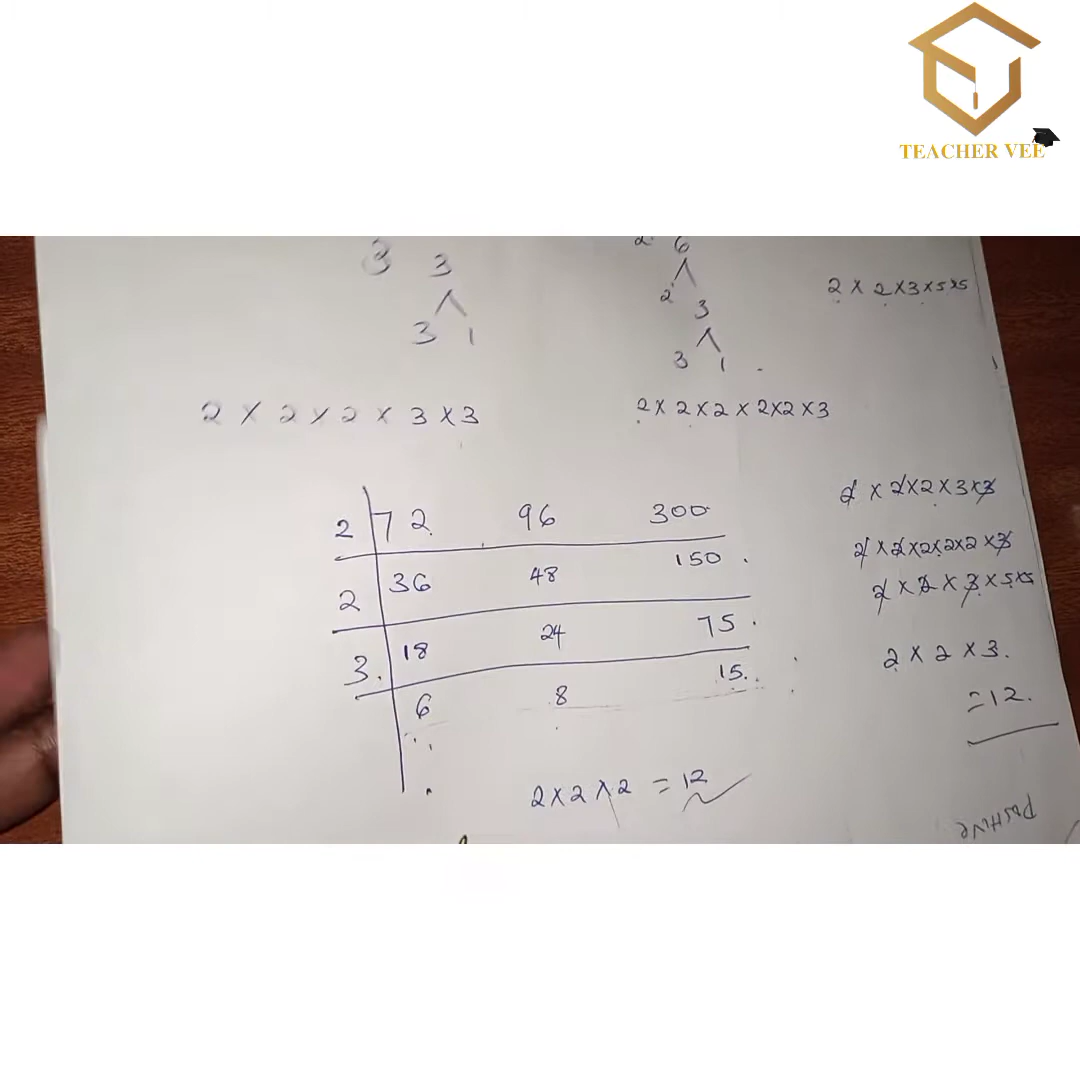 TEACHER VEE
3 3
3 1
2 6
2 3
3 1
2 X 2 X 3 X 5 X 5
2 X 2 X 2 X 3 X 3
2 X 2 X 2 X 2 X 2 X 3
2 72 96 300
2 36 48 150
3. 18 24 75
6 8 15
2 X 2 X 2 = 12
2 X 2 X 2 X 3 X 3
2 X 2 X 2 X 2 X 2 X 3
2 X 2 X 3 X 5 X 5
2 X 2 X 3.
= 12.
Positive